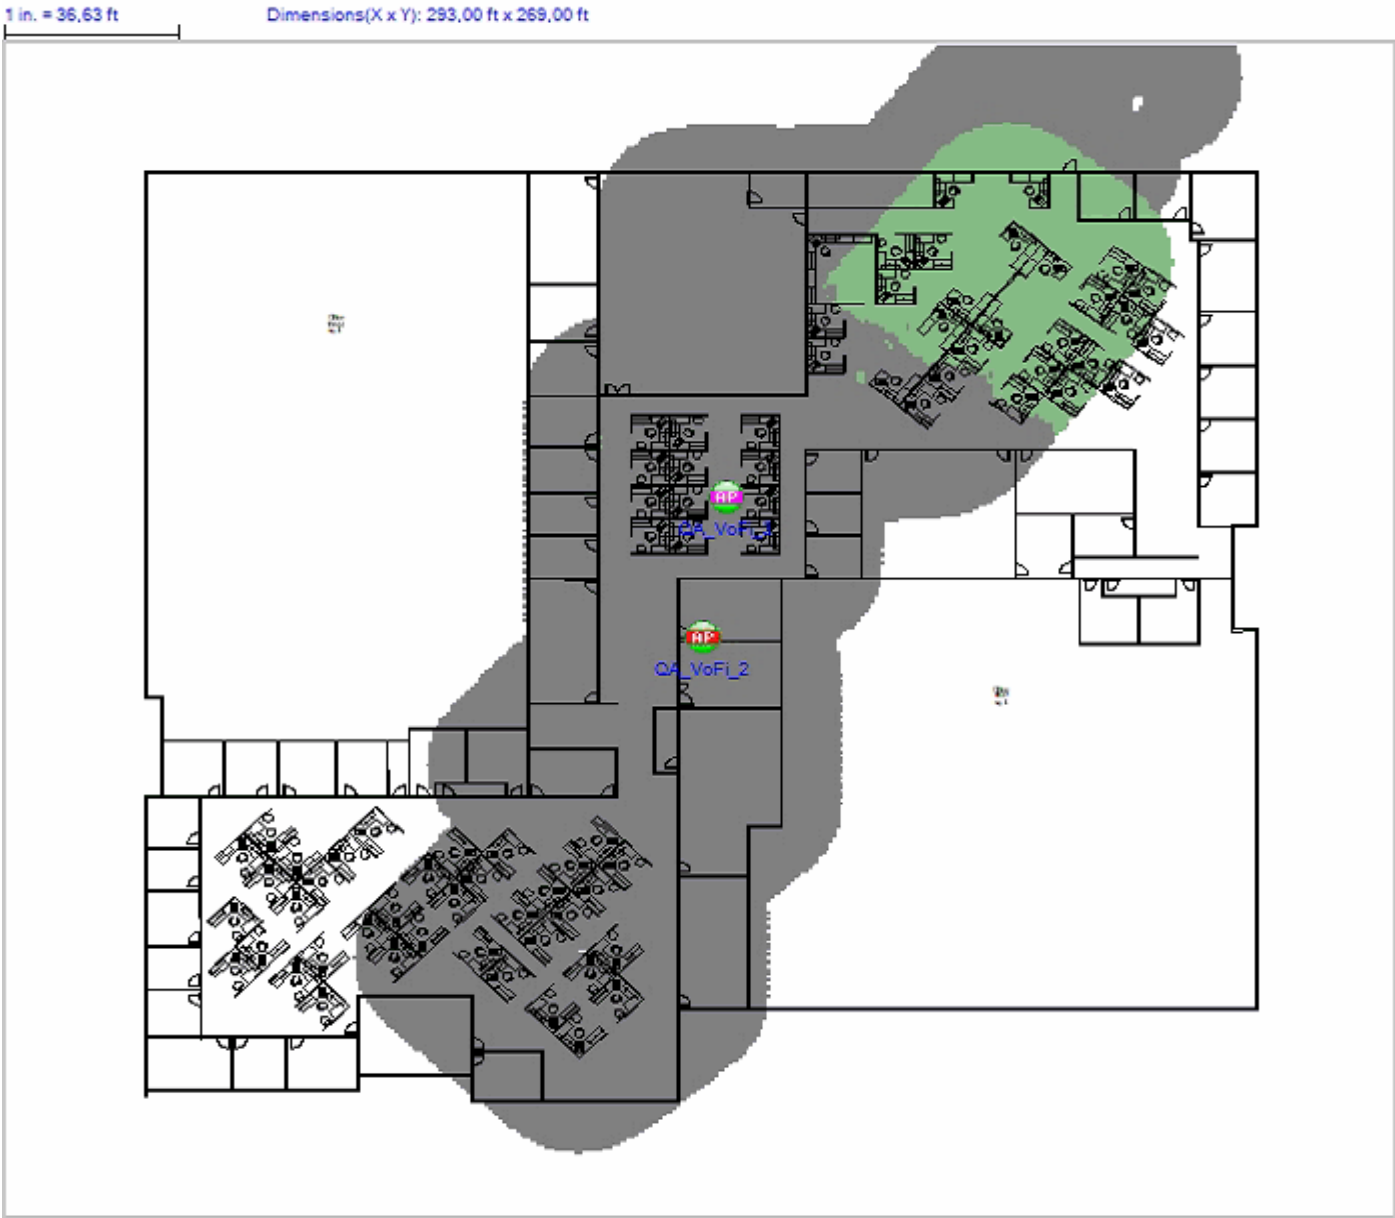 1 in. = 36,63 ft
Dimensions(X x Y): 293,00 ft x 269,00 ft
AP
AP
QA_VoFi_2